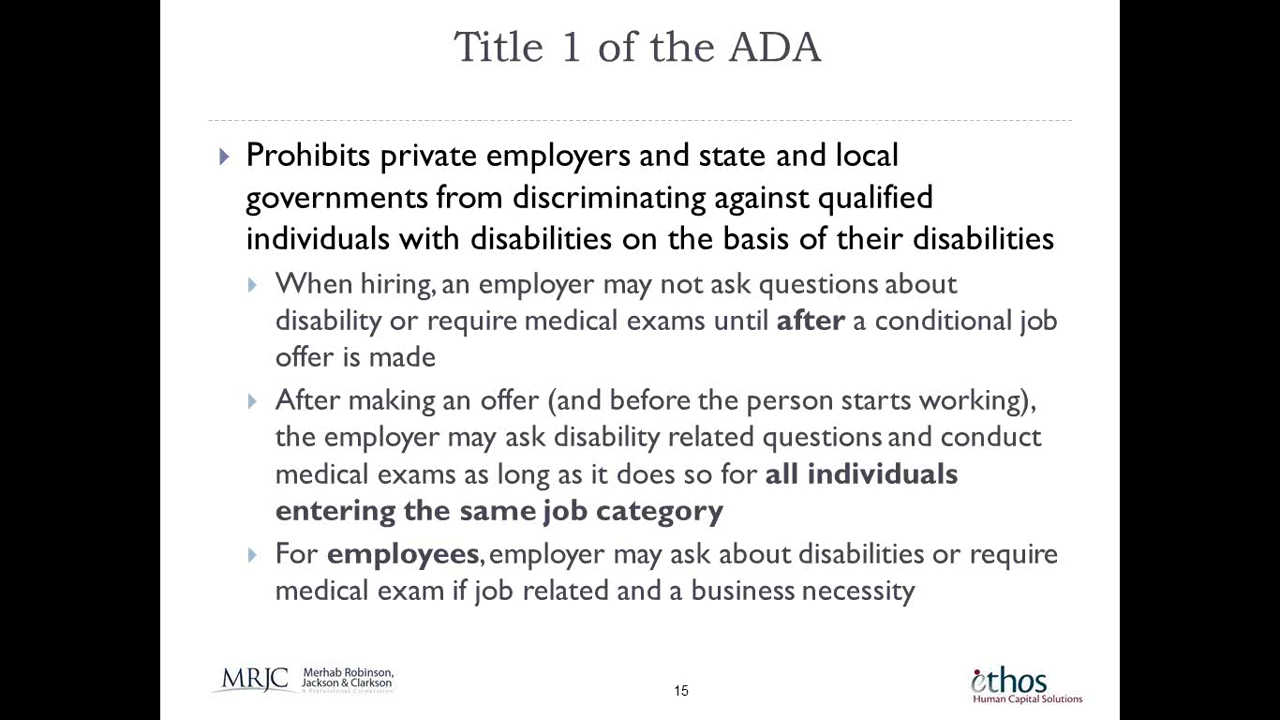 Title 1 of the ADA
Prohibits private employers and state and local
governments from discriminating against qualified
individuals with disabilities on the basis of their disabilities
When hiring, an employer may not ask questions about
disability or require medical exams until after a conditional job
offer is made
After making an offer (and before the person starts working),
the employer may ask disability related questions and conduct
medical exams as long as it does so for all individuals
entering the same job category
For employees, employer may ask about disabilities or require
medical exam if job related and a business necessity
MRJC Merhab Robinson,
Jackson & Clarkson
A Professional Corporation
15
ethos
Human Capital Solutions